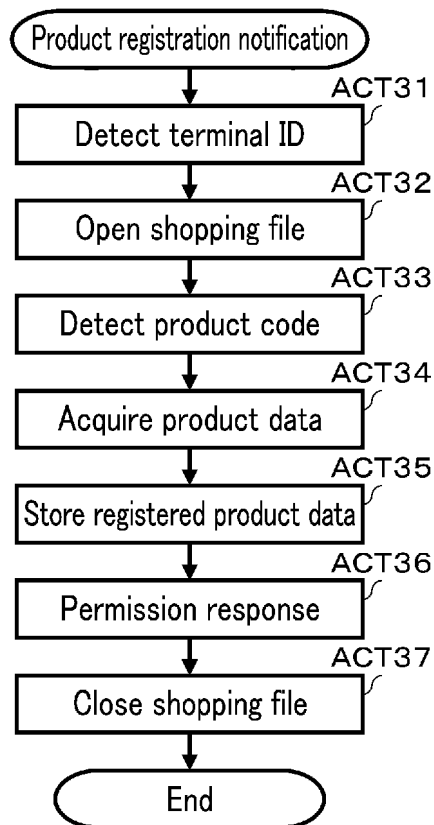 Product registration notification
ACT31
Detect terminal ID
ACT32
Open shopping file
ACT33
Detect product code
ACT34
Acquire product data
ACT35
Store registered product data
ACT36
Permission response
ACT37
Close shopping file
End